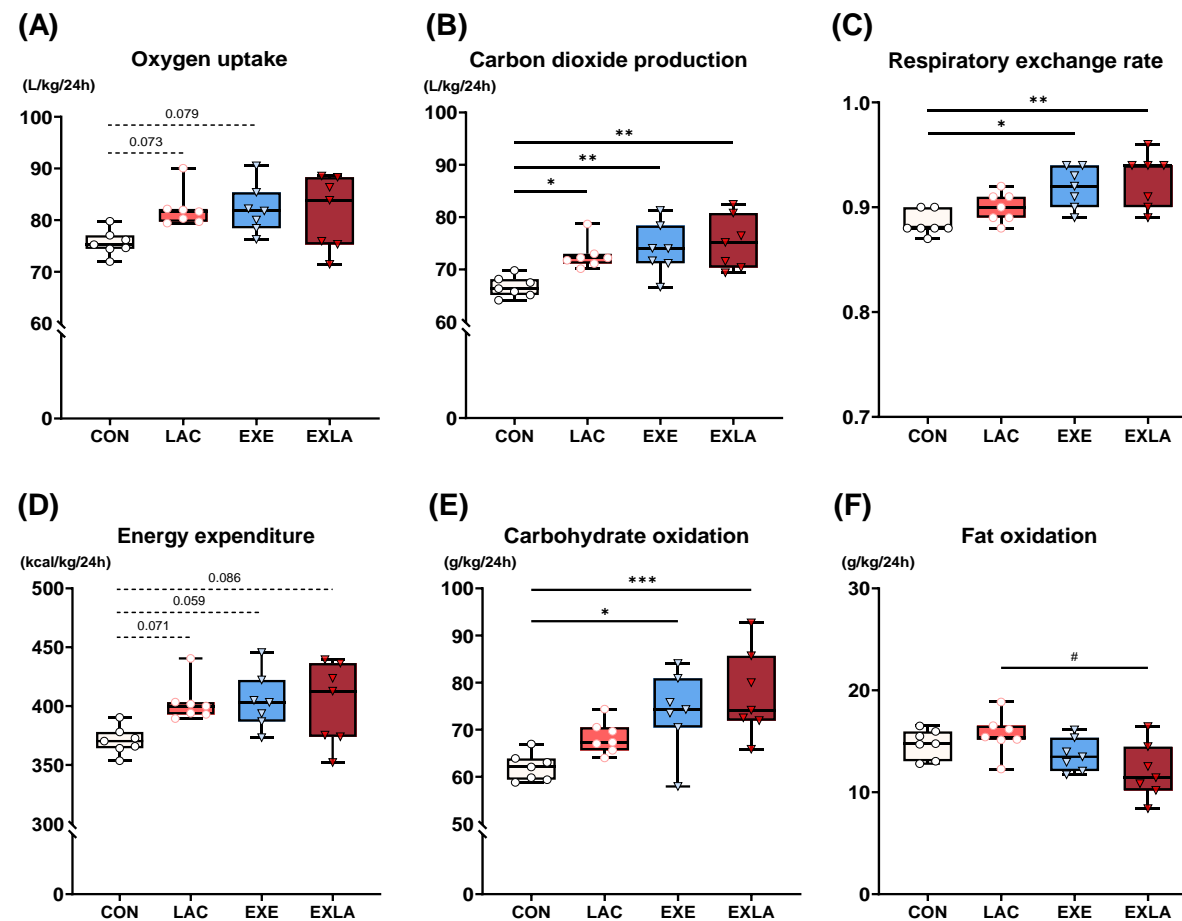 (A)
Oxygen uptake
(L/kg/24h)
0.079
0.073
100
90
80
70
60
0
CON LAC EXE EXLA
(B)
Carbon dioxide production
(L/kg/24h)
**
**
*
100
90
80
70
60
0
CON LAC EXE EXLA
(C)
Respiratory exchange rate
**
*
1.0
0.9
0.8
0.7
CON LAC EXE EXLA
(D)
Energy expenditure
(kcal/kg/24h)
0.086
0.059
0.071
500
450
400
350
300
0
CON LAC EXE EXLA
(E)
Carbohydrate oxidation
(g/kg/24h)
***
*
100
90
80
70
60
50
0
CON LAC EXE EXLA
(F)
Fat oxidation
(g/kg/24h)
#
30
20
10
0
CON LAC EXE EXLA